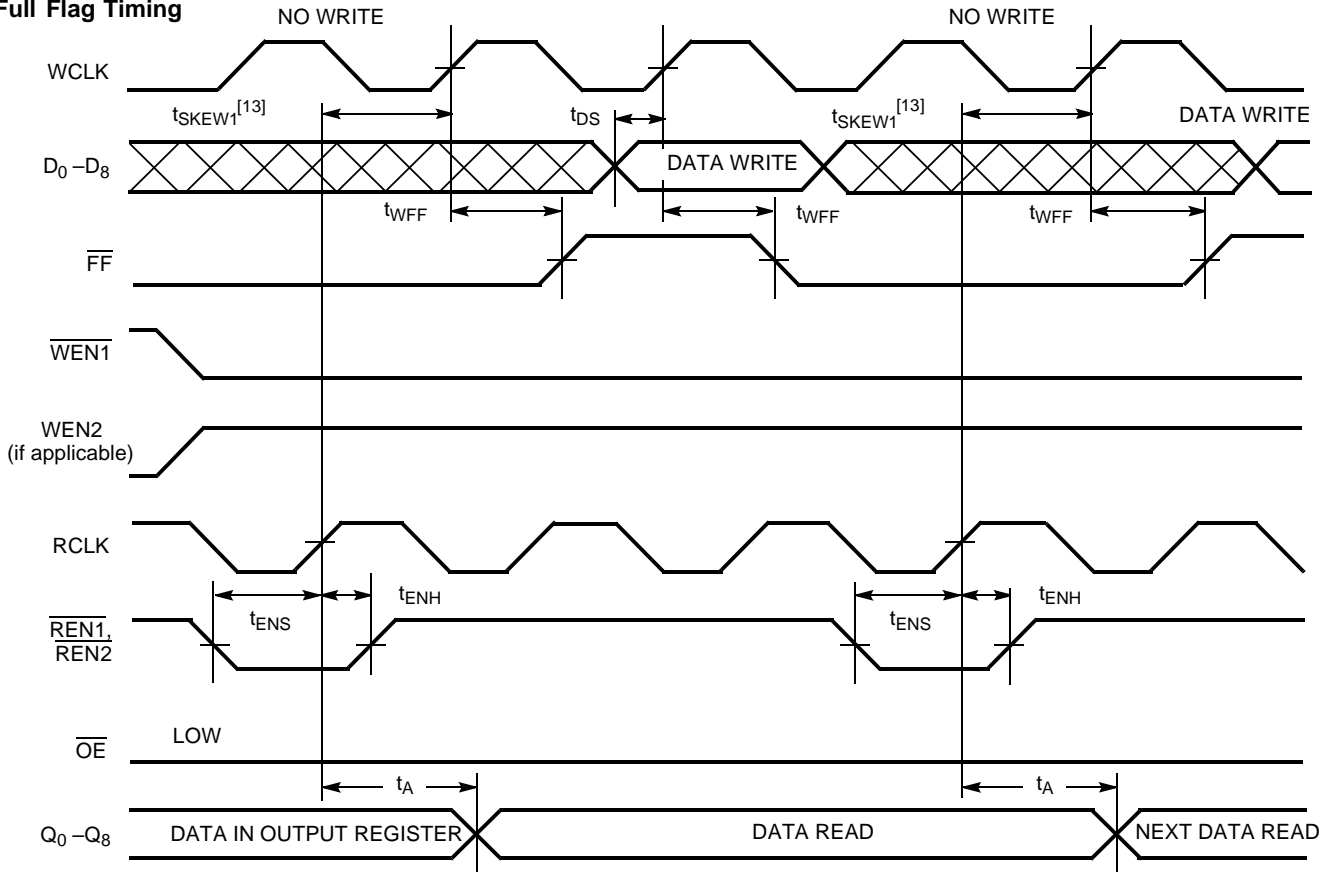 Full Flag Timing
NO WRITE
NO WRITE
WCLK
tSKEW1[13]
tDS
tSKEW1[13]
DATA WRITE
D0 –D8
DATA WRITE
tWFF
tWFF
tWFF
FF
WEN1
WEN2
(if applicable)
RCLK
tENH
tENH
tENS
tENS
REN1,
REN2
LOW
OE
tA
tA
Q0 –Q8
DATA IN OUTPUT REGISTER
DATA READ
NEXT DATA READ